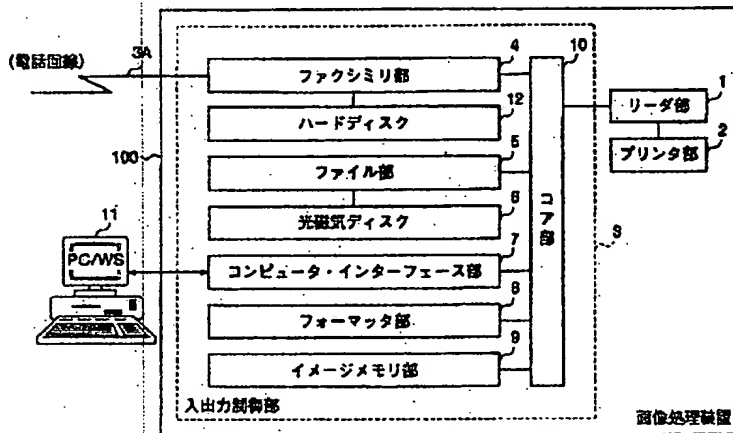 (電話回線)
3A
4
10
ファクシミリ部
1
リーダ部
ハードディスク
12
2
プリンタ部
5
100
ファイル部
6
光磁気ディスク
コア部
3
11
PC/WS
7
コンピュータ・インターフェース部
8
フォーマッタ部
9
イメージメモリ部
入出力制御部
画像処理装置